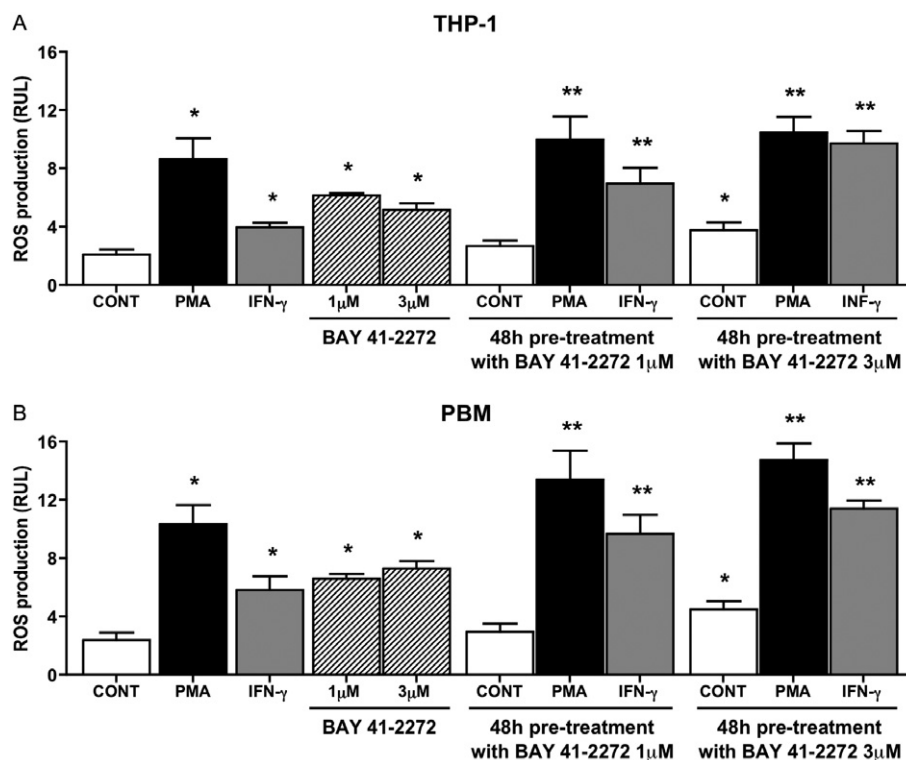 A
THP-1
ROS production (RUL)
16
12
8
4
0
*
*
*
*
**
**
*
**
**
CONT PMA IFN-γ 1μM 3μM CONT PMA IFN-γ CONT PMA INF-γ
BAY 41-2272
48h pre-treatment
with BAY 41-2272 1μM
48h pre-treatment
with BAY 41-2272 3μM
B
PBM
ROS production (RUL)
16
12
8
4
0
*
*
*
*
**
**
*
**
**
CONT PMA IFN-γ 1μM 3μM CONT PMA IFN-γ CONT PMA IFN-γ
BAY 41-2272
48h pre-treatment
with BAY 41-2272 1μM
48h pre-treatment
with BAY 41-2272 3μM